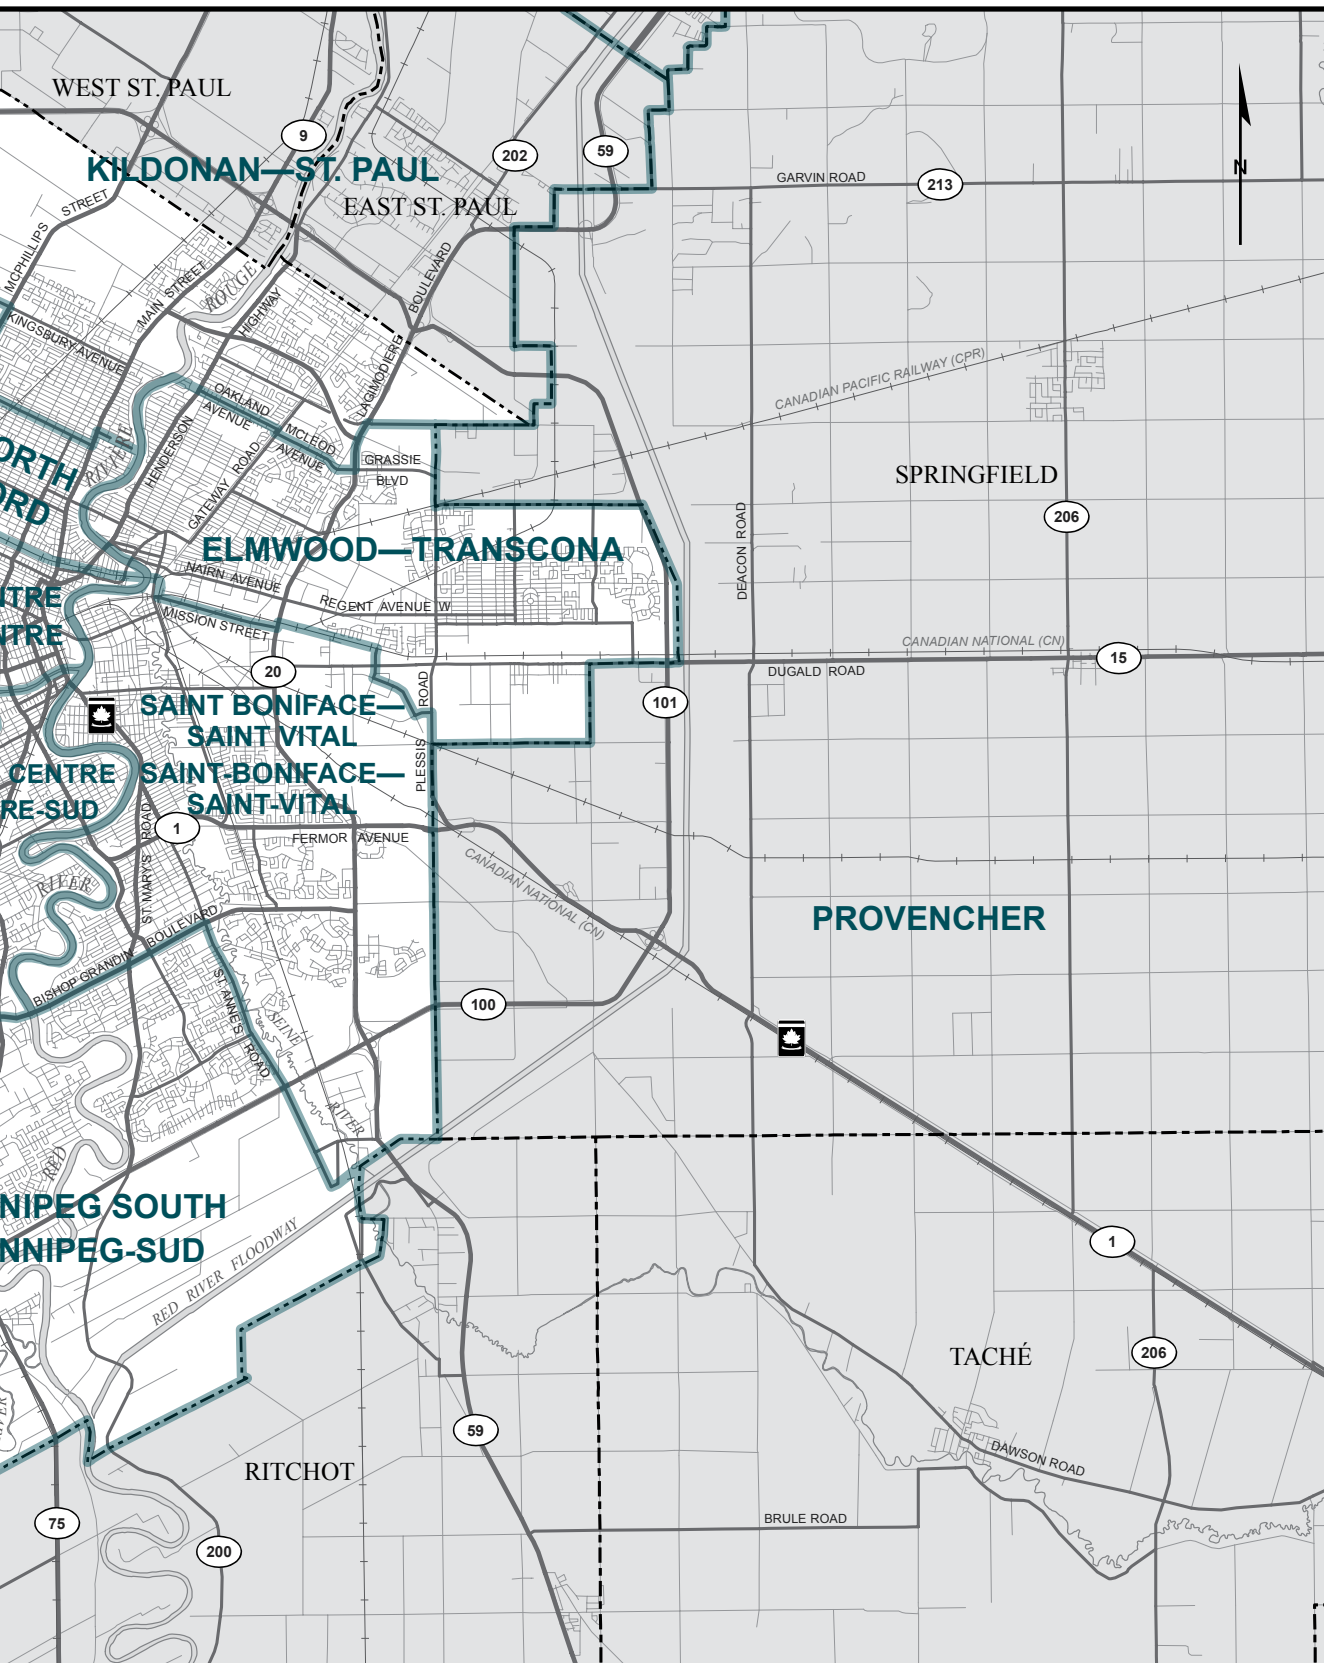 WEST ST. PAUL
9
KILDONAN—ST. PAUL
202
59
GARVIN ROAD
213
N
STREET
MCPHILLIPS
EAST ST. PAUL
MAIN STREET
ROUGE
HIGHWAY
BOULEVARD
LAGIMODIERE
KINGSBURY AVENUE
CANADIAN PACIFIC RAILWAY (CPR)
OAKLAND
AVENUE
MCLEOD
AVENUE
RIVIÈRE
HENDERSON
GATEWAY ROAD
GRASSIE
BLVD
ORTH
ORD
SPRINGFIELD
206
DEACON ROAD
ELMWOOD—TRANSCONA
NAIRN AVENUE
REGENT AVENUE W
MISSION STREET
NTRE
NTRE
CANADIAN NATIONAL (CN)
15
DUGALD ROAD
20
101
ROAD
PLESSIS
SAINT BONIFACE—
SAINT VITAL
SAINT-BONIFACE—
SAINT-VITAL
CENTRE
RE-SUD
1
FERMOR AVENUE
ST. MARY'S ROAD
CANADIAN NATIONAL (CN)
RIVER
BISHOP GRANDIN
BOULEVARD
PROVENCHER
ST. ANNE'S ROAD
SEINE
RIVER
100
RED
NIPEG SOUTH
NNIPEG-SUD
RED RIVER FLOODWAY
1
TACHÉ
206
59
DAWSON ROAD
RITCHOT
BRULE ROAD
75
200